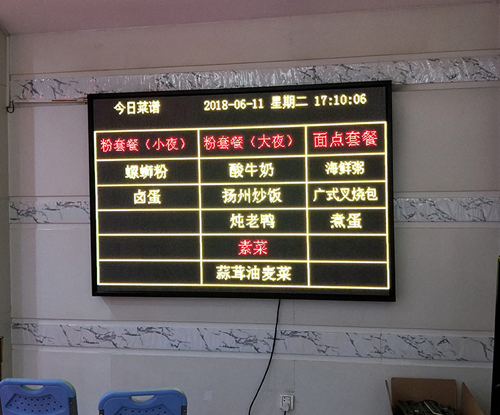 今日菜谱 2018-06-11 星期二 17:10:06
粉套餐（小夜） 粉套餐（大夜） 面点套餐
螺蛳粉 酸牛奶 海鲜粥
卤蛋 扬州炒饭 广式叉烧包
炖老鸭 煮蛋
素菜
蒜茸油麦菜